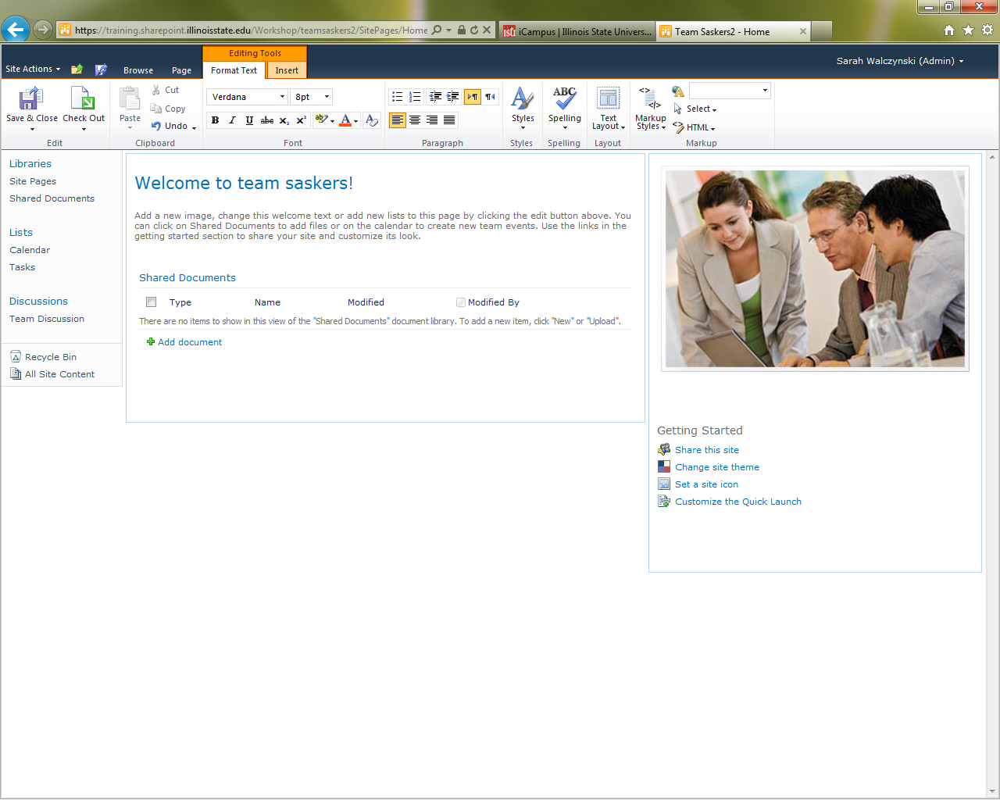 https://training.sharepoint.illinoisstate.edu/Workshop/teamsaskers2/SitePages/Home
iCampus | Illinois State Univers...
Team Saskers2 - Home
Editing Tools
Site Actions
Browse
Page
Format Text
Insert
Sarah Walczynski (Admin)
Save & Close
Check Out
Paste
Cut
Copy
Undo
Verdana
8pt
B I U abc x₂ x²
ab
A
A
Styles
ABC
Spelling
Text
Layout
Markup
Styles
Select
HTML
Edit
Clipboard
Font
Paragraph
Styles
Spelling
Layout
Markup
Libraries
Site Pages
Shared Documents
Lists
Calendar
Tasks
Discussions
Team Discussion
Recycle Bin
All Site Content
Welcome to team saskers!
Add a new image, change this welcome text or add new lists to this page by clicking the edit button above. You
can click on Shared Documents to add files or on the calendar to create new team events. Use the links in the
getting started section to share your site and customize its look.
Shared Documents
Type Name Modified Modified By
There are no items to show in this view of the "Shared Documents" document library. To add a new item, click "New" or "Upload".
Add document
Getting Started
Share this site
Change site theme
Set a site icon
Customize the Quick Launch